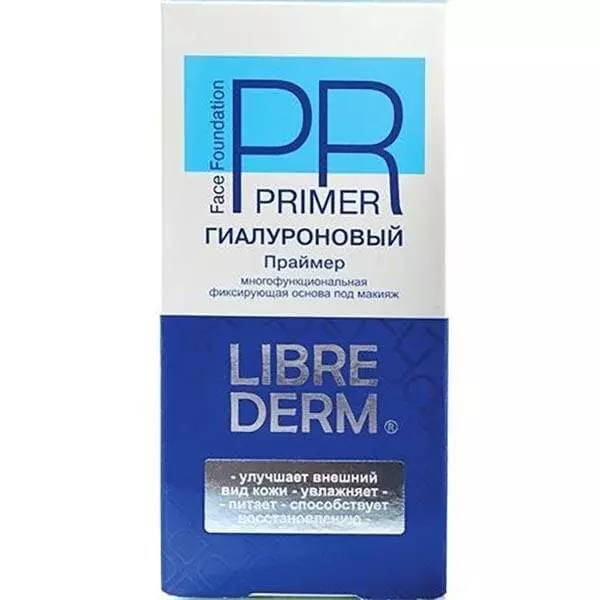 Face Foundation
PR
PRIMER
ГИАЛУРОНОВЫЙ
Праймер
многофункциональная
фиксирующая основа под макияж
LIBRE
DERM®
- улучшает внешний
вид кожи - увлажняет -
- питает - способствует
восстановлению -